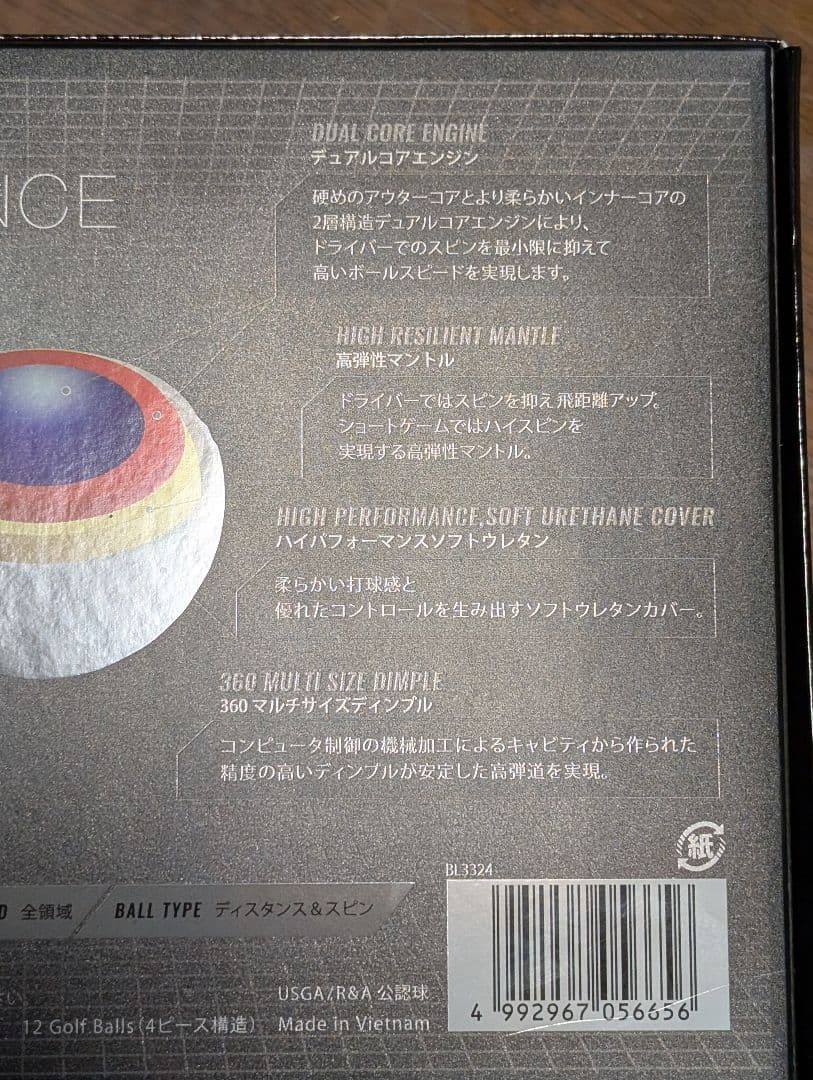 NCE
DUAL CORE ENGINE
デュアルコアエンジン
硬めのアウターコアとより柔らかいインナーコアの
2層構造デュアルコアエンジンにより、
ドライバーでのスピンを最小限に抑えて
高いボールスピードを実現します。
HIGH RESILIENT MANTLE
高弾性マントル
ドライバーではスピンを抑え飛距離アップ。
ショートゲームではハイスピンを
実現する高弾性マントル。
HIGH PERFORMANCE,SOFT URETHANE COVER
ハイパフォーマンスソフトウレタン
柔らかい打球感と
優れたコントロールを生み出すソフトウレタンカバー。
360 MULTI SIZE DIMPLE
360マルチサイズディンプル
コンピュータ制御の機械加工によるキャビティから作られた
精度の高いディンプルが安定した高弾道を実現。
紙
BL3324
D 全領域 BALL TYPE ディスタンス&スピン
さい。
USGA/R&A 公認球
12 Golf Balls(4ピース構造) Made in Vietnam
4 992967 056656